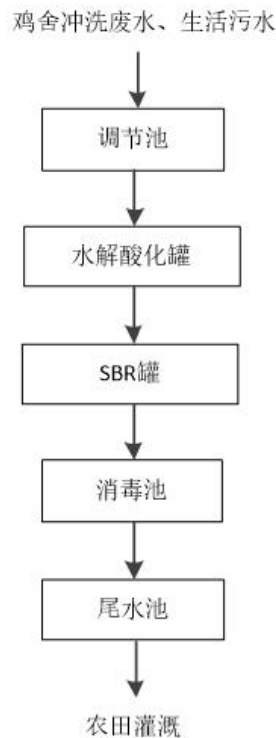 鸡舍冲洗废水、生活污水
调节池
水解酸化罐
SBR罐
消毒池
尾水池
农田灌溉